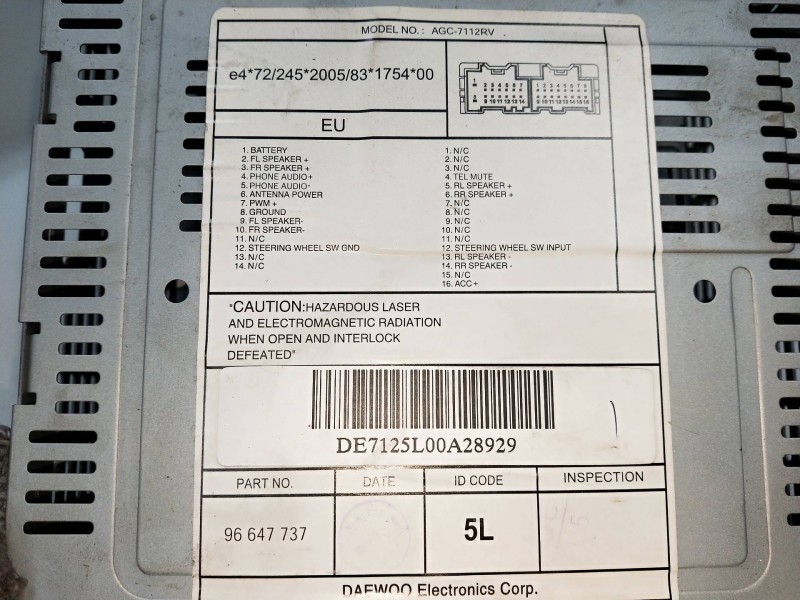 MODEL NO.: AGC-7112RV
e4*72/245*2005/83*1754*00
EU
1. BATTERY
2. FL SPEAKER +
3. FR SPEAKER +
4. PHONE AUDIO+
5. PHONE AUDIO-
6. ANTENNA POWER
7. PWM +
8. GROUND
9. FL SPEAKER-
10. FR SPEAKER-
11. N/C
12. STEERING WHEEL SW GND
13. N/C
14. N/C
1. N/C
2. N/C
3. N/C
4. TEL MUTE
5. RL SPEAKER +
6. RR SPEAKER +
7. N/C
8. N/C
9. N/C
10. N/C
11. N/C
12. STEERING WHEEL SW INPUT
13. RL SPEAKER -
14. RR SPEAKER -
15. N/C
16. ACC+
"CAUTION:HAZARDOUS LASER
AND ELECTROMAGNETIC RADIATION
WHEN OPEN AND INTERLOCK
DEFEATED"
DE7125L00A28929
PART NO. DATE ID CODE INSPECTION
96 647 737 5L
DAEWOO Electronics Corp.